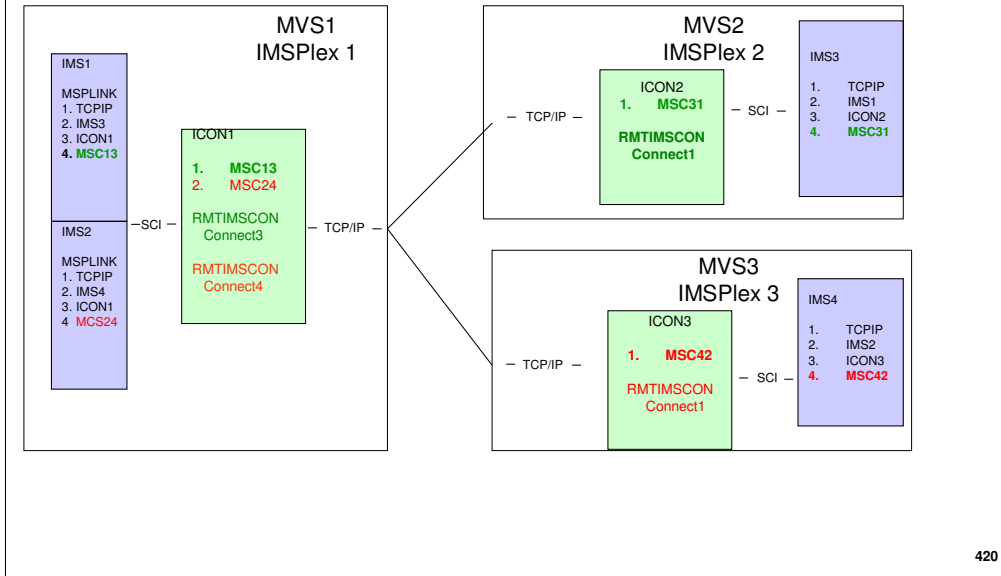 MVS1
IMSPlex 1
IMS1
MSPLINK
1. TCPIP
2. IMS3
3. ICON1
4. MSC13
IMS2
MSPLINK
1. TCPIP
2. IMS4
3. ICON1
4 MCS24
–SCI –
ICON1
1. MSC13
2. MSC24
RMTIMSCON
Connect3
RMTIMSCON
Connect4
– TCP/IP –
MVS2
IMSPlex 2
– TCP/IP –
ICON2
1. MSC31
RMTIMSCON
Connect1
– SCI –
IMS3
1. TCPIP
2. IMS1
3. ICON2
4. MSC31
MVS3
IMSPlex 3
– TCP/IP –
ICON3
1. MSC42
RMTIMSCON
Connect1
– SCI –
IMS4
1. TCPIP
2. IMS2
3. ICON3
4. MSC42
420